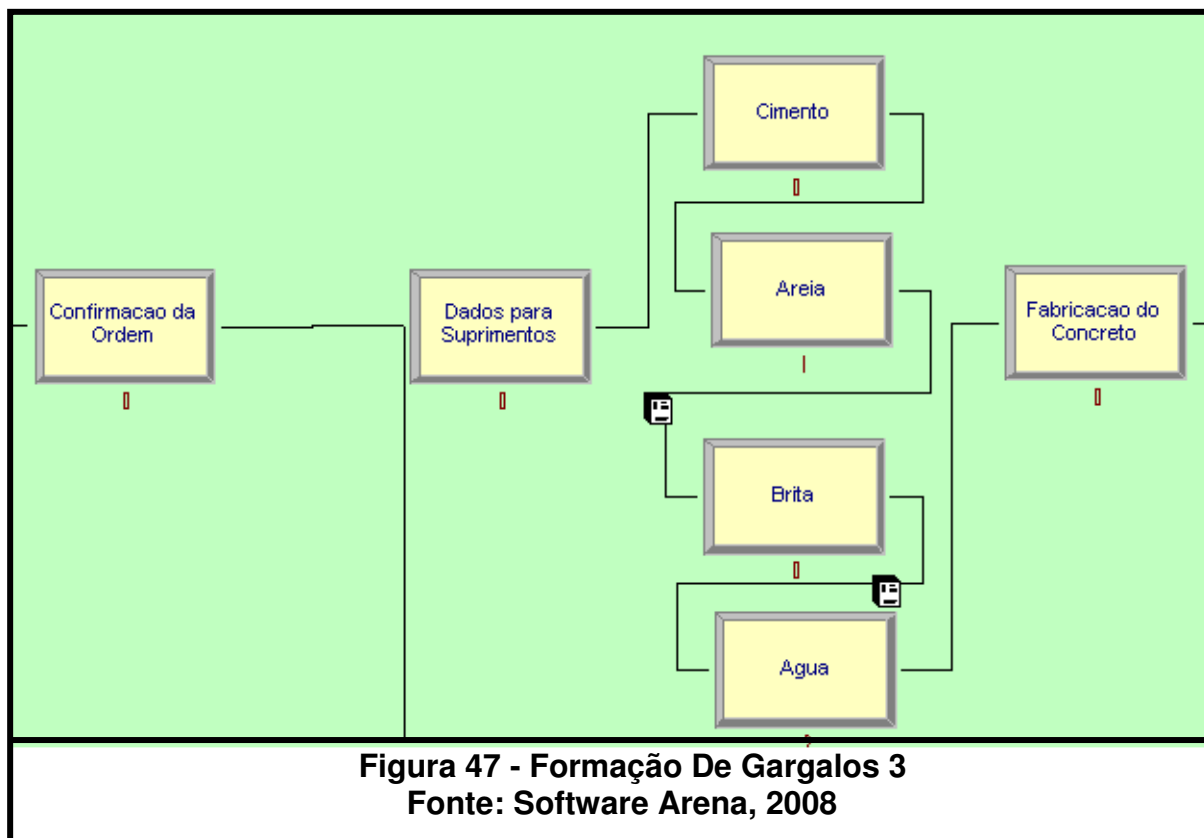 Cimento
Confirmacao da
Ordem
Dados para
Suprimentos
Areia
Fabricacao do
Concreto
Brita
Agua
Figura 47 - Formação De Gargalos 3
Fonte: Software Arena, 2008